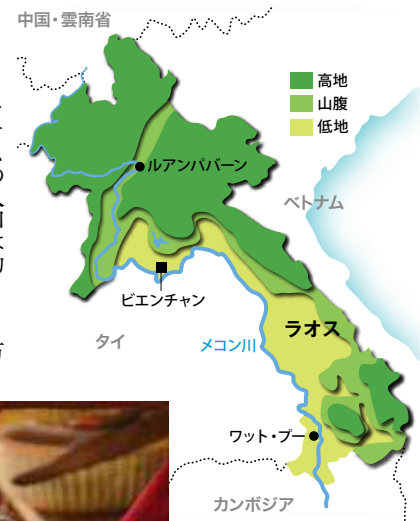 中国・雲南省
高地
山腹
低地
ルアンパバーン
ベトナム
ビエンチャン
ラオス
タイ
メコン川
ワット・プー
カンボジア